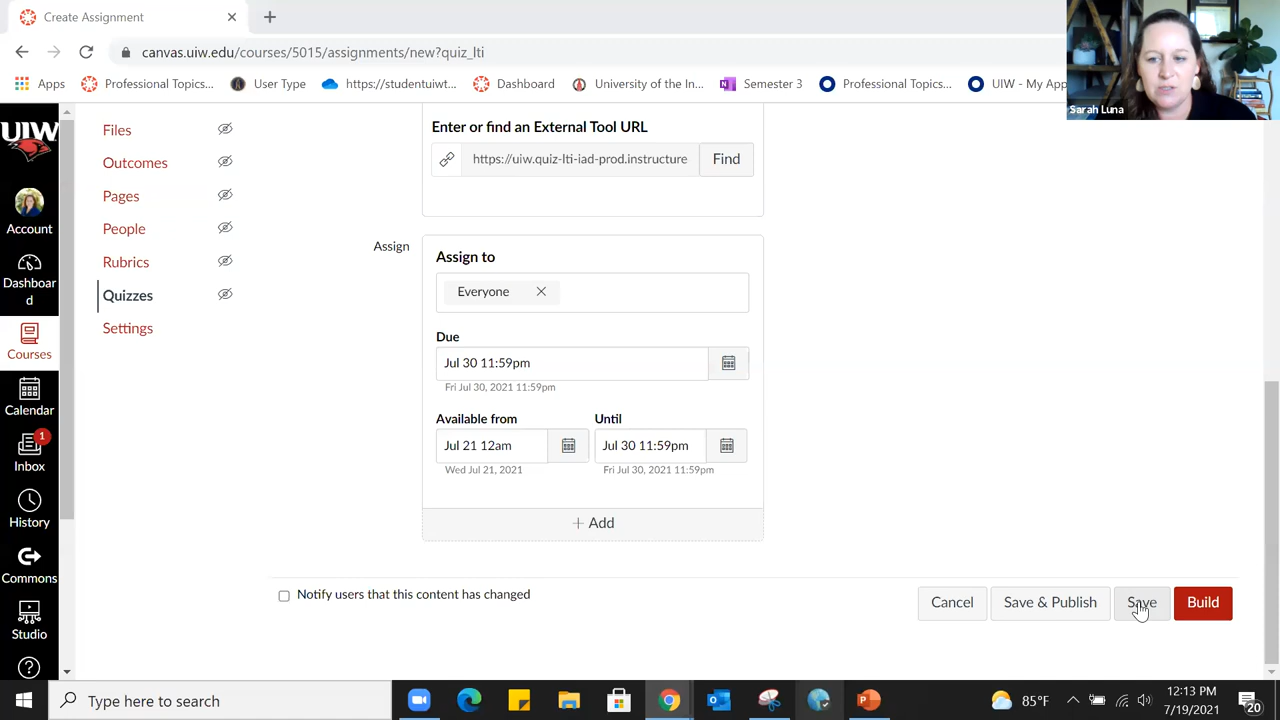 Create Assignment
canvas.uiw.edu/courses/5015/assignments/new?quiz_lti
Apps
Professional Topics...
User Type
https://studentuiwt...
Dashbo
University of the In...
Semester 3
Professional Topics...
UIW - My App
Sarah Luna
UIW
Account
Dashboar
d
Courses
Calendar
1
Inbox
History
Commons
Studio
Files
Outcomes
Pages
People
Rubrics
Quizzes
Settings
Enter or find an External Tool URL
https://uiw.quiz-lti-iad-prod.instructure
Find
Assign
Assign to
Everyone
Due
Jul 30 11:59pm
Fri Jul 30, 2021 11:59pm
Available from
Until
Jul 21 12am
Jul 30 11:59pm
Wed Jul 21, 2021
Fri Jul 30, 2021 11:59pm
+ Add
Notify users that this content has changed
Cancel
Save & Publish
Save
Build
Type here to search
85°F
12:13 PM
7/19/2021
20